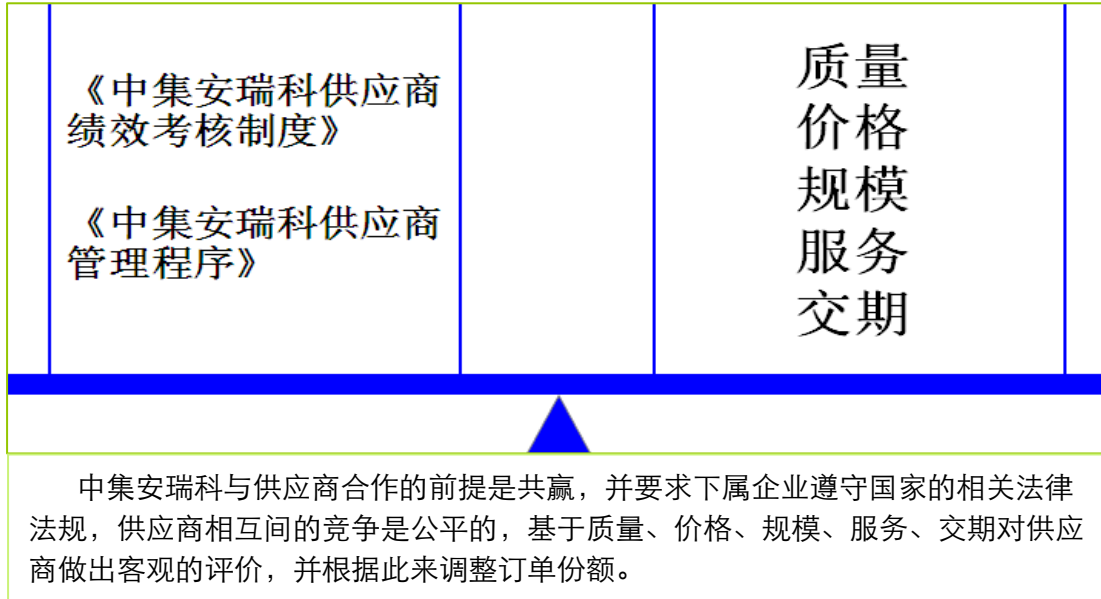 《中集安瑞科供应商
绩效考核制度》
《中集安瑞科供应商
管理程序》
质量
价格
规模
服务
交期
中集安瑞科与供应商合作的前提是共赢，并要求下属企业遵守国家的相关法律
法规，供应商相互间的竞争是公平的，基于质量、价格、规模、服务、交期对供应
商做出客观的评价，并根据此来调整订单份额。